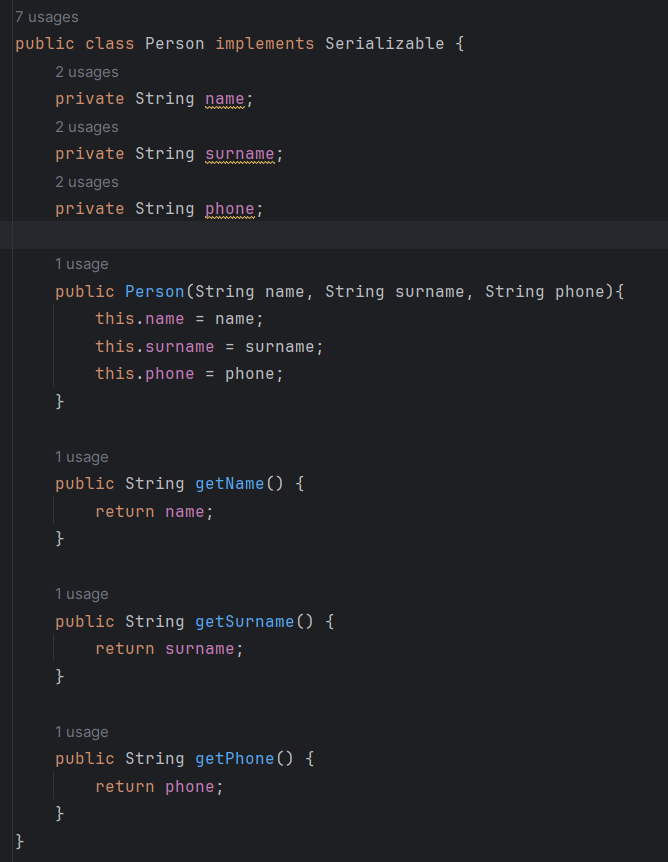 7 usages
public class Person implements Serializable {
2 usages
private String name;
2 usages
private String surname;
2 usages
private String phone;
1 usage
public Person(String name, String surname, String phone){
this.name = name;
this.surname = surname;
this.phone = phone;
}
1 usage
public String getName() {
return name;
}
1 usage
public String getSurname() {
return surname;
}
1 usage
public String getPhone() {
return phone;
}
}